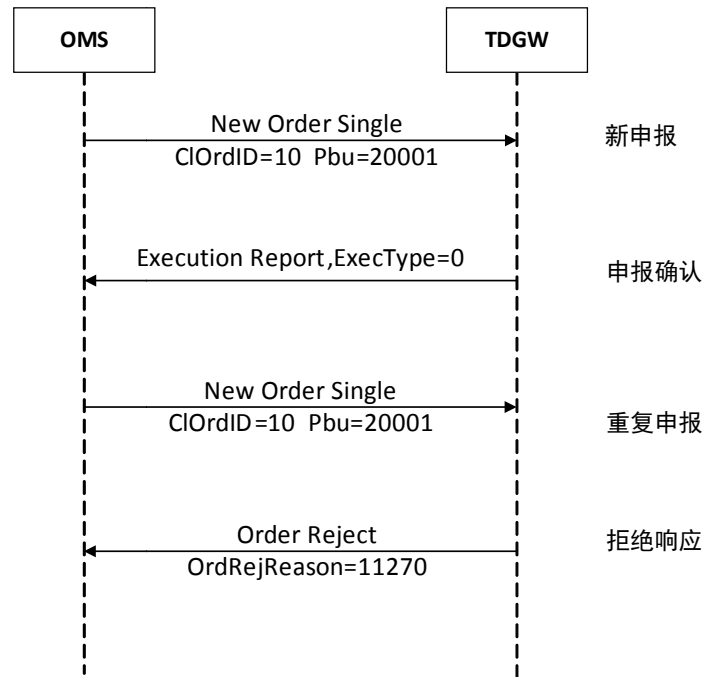 OMS
TDGW
New Order Single
ClOrdID=10 Pbu=20001
新申报
Execution Report,ExecType=0
申报确认
New Order Single
ClOrdID=10 Pbu=20001
重复申报
Order Reject
OrdRejReason=11270
拒绝响应